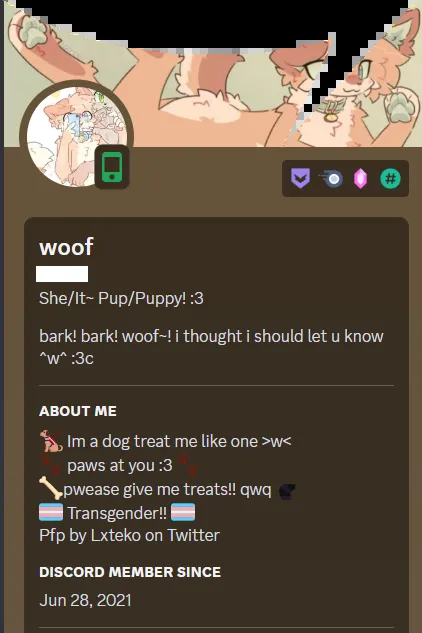 woof
She/It~ Pup/Puppy! :3
bark! bark! woof~! i thought i should let u know
^w^ :3c
ABOUT ME
Im a dog treat me like one >w<
paws at you :3
pwease give me treats!! qwq
Transgender!!
Pfp by Lxteko on Twitter
DISCORD MEMBER SINCE
Jun 28, 2021